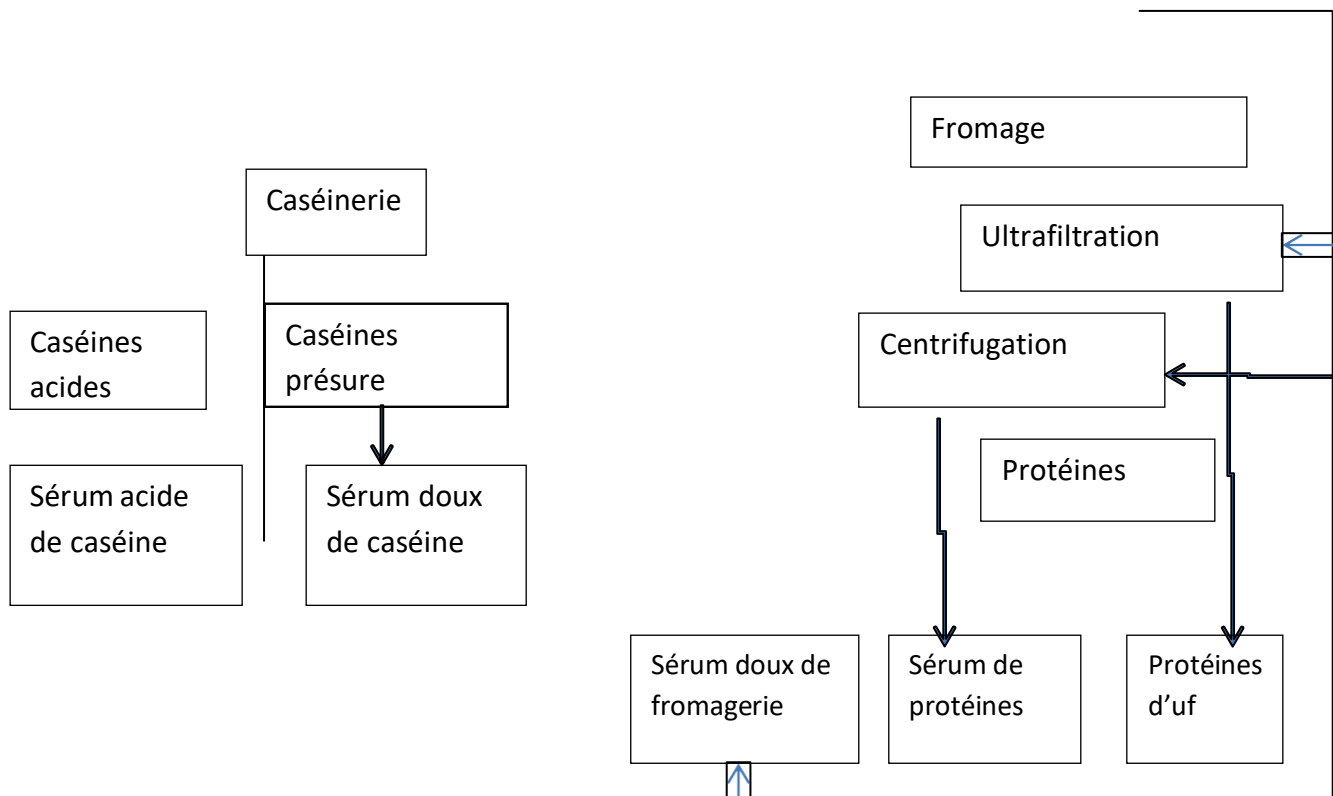 Fromage
Caséinerie
Ultrafiltration
Caséines
acides
Caséines
présure
Centrifugation
Protéines
Sérum acide
de caséine
Sérum doux
de caséine
Sérum doux de
fromagerie
Sérum de
protéines
Protéines
d’uf